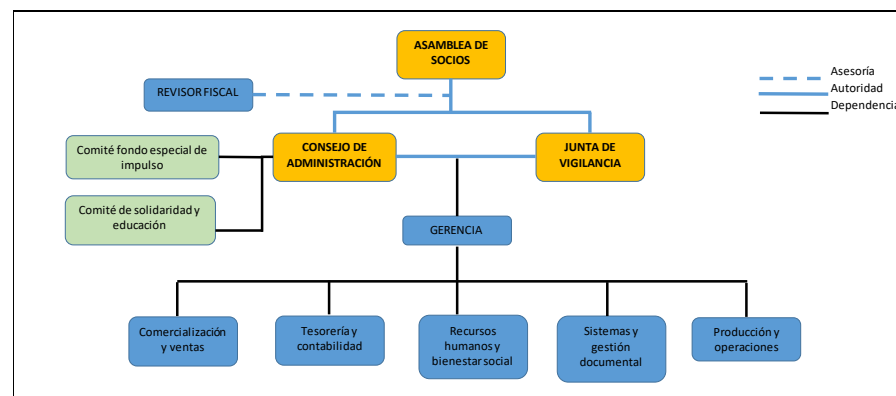 ASAMBLEA DE
SOCIOS
REVISOR FISCAL
Asesoría
Autoridad
Dependencia
Comité fondo especial de
impulso
CONSEJO DE
ADMINISTRACIÓN
JUNTA DE
VIGILANCIA
Comité de solidaridad y
educación
GERENCIA
Comercialización
y ventas
Tesorería y
contabilidad
Recursos
humanos y
bienestar social
Sistemas y
gestión
documental
Producción y
operaciones